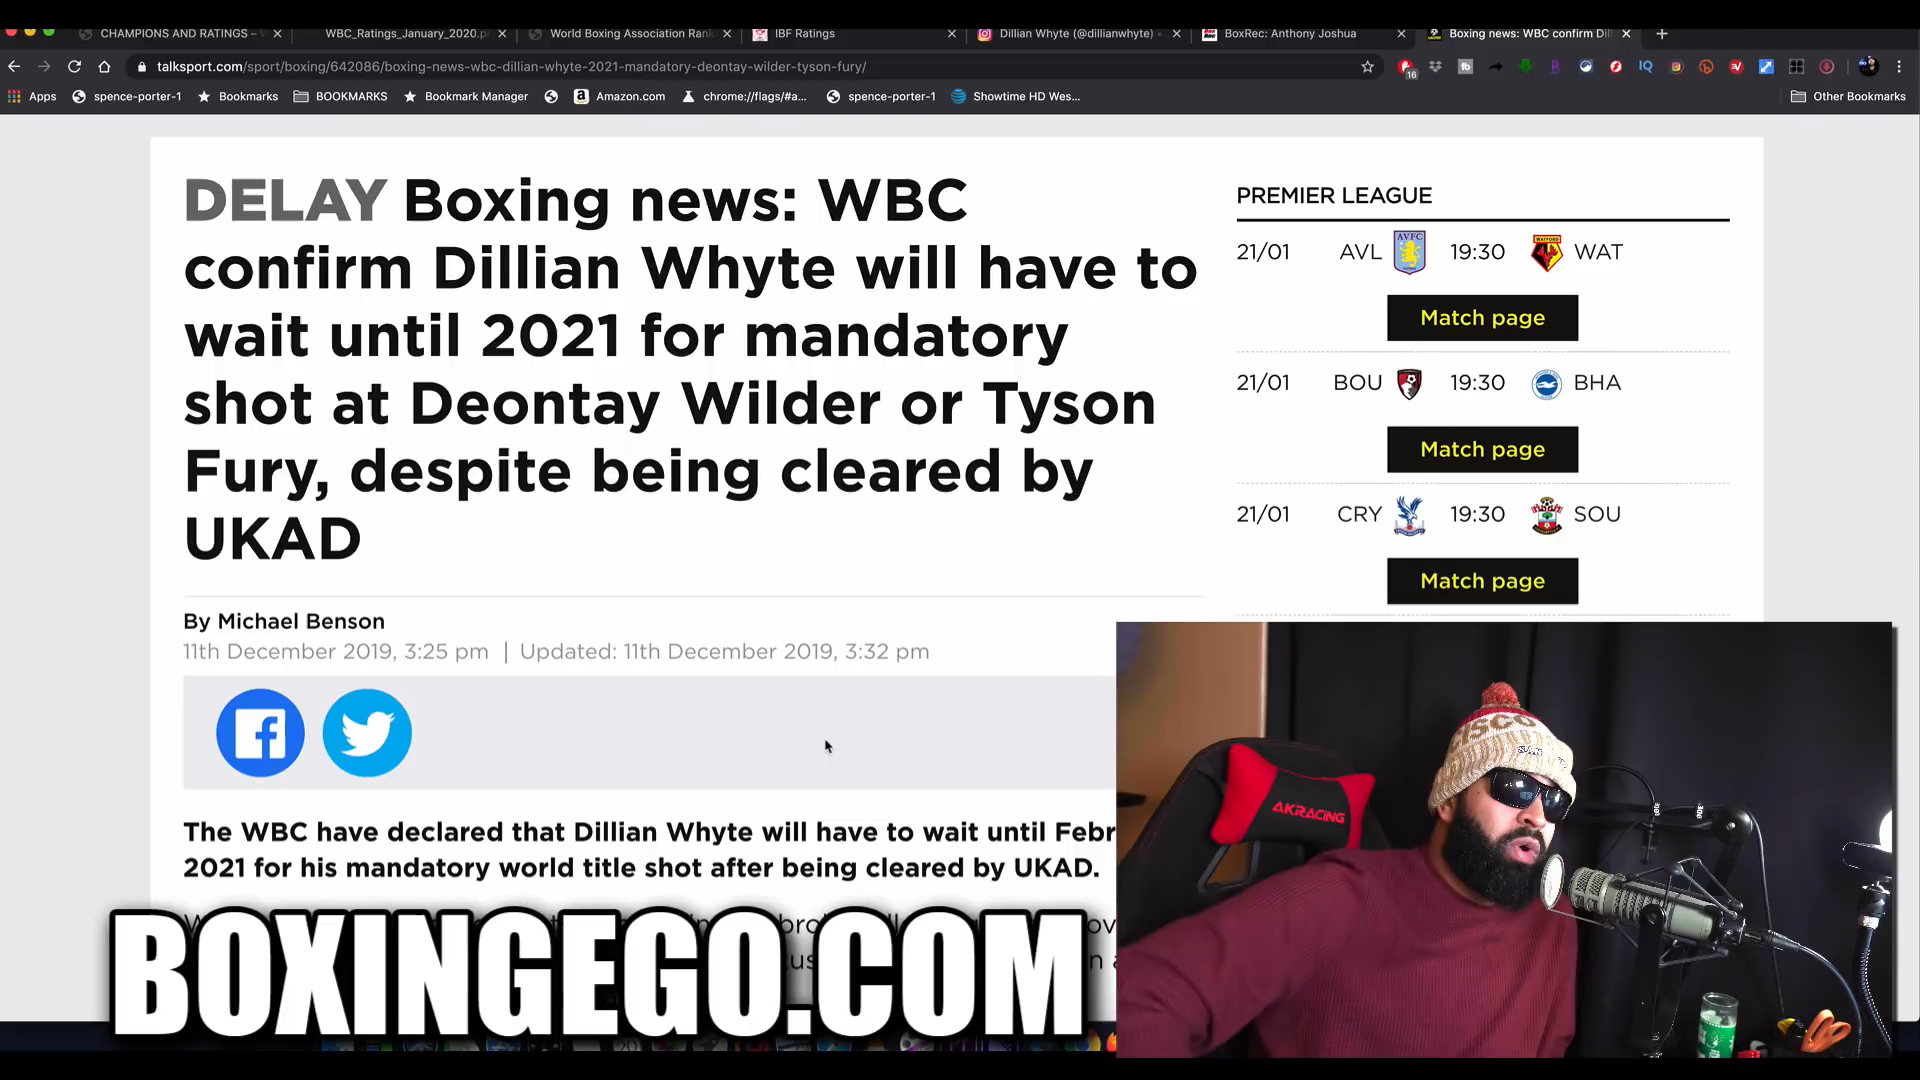 CHAMPIONS AND RATINGS –
WBC_Ratings_January_2020.p
World Boxing Association Rank
IBF Ratings
Dillian Whyte (@dillianwhyte) •
BoxRec: Anthony Joshua
Boxing news: WBC confirm Dill
talksport.com/sport/boxing/642086/boxing-news-wbc-dillian-whyte-2021-mandatory-deontay-wilder-tyson-fury/
16
IQ
Apps
spence-porter-1
Bookmarks
BOOKMARKS
Bookmark Manager
Amazon.com
chrome://flags/#a...
spence-porter-1
Showtime HD Wes...
Other Bookmarks
DELAY Boxing news: WBC
confirm Dillian Whyte will have to
wait until 2021 for mandatory
shot at Deontay Wilder or Tyson
Fury, despite being cleared by
UKAD
By Michael Benson
11th December 2019, 3:25 pm | Updated: 11th December 2019, 3:32 pm
The WBC have declared that Dillian Whyte will have to wait until Febr
2021 for his mandatory world title shot after being cleared by UKAD.
PREMIER LEAGUE
21/01 AVL 19:30 WAT
Match page
21/01 BOU 19:30 BHA
Match page
21/01 CRY 19:30 SOU
Match page
AKRACING
BOXINGEGO.COM